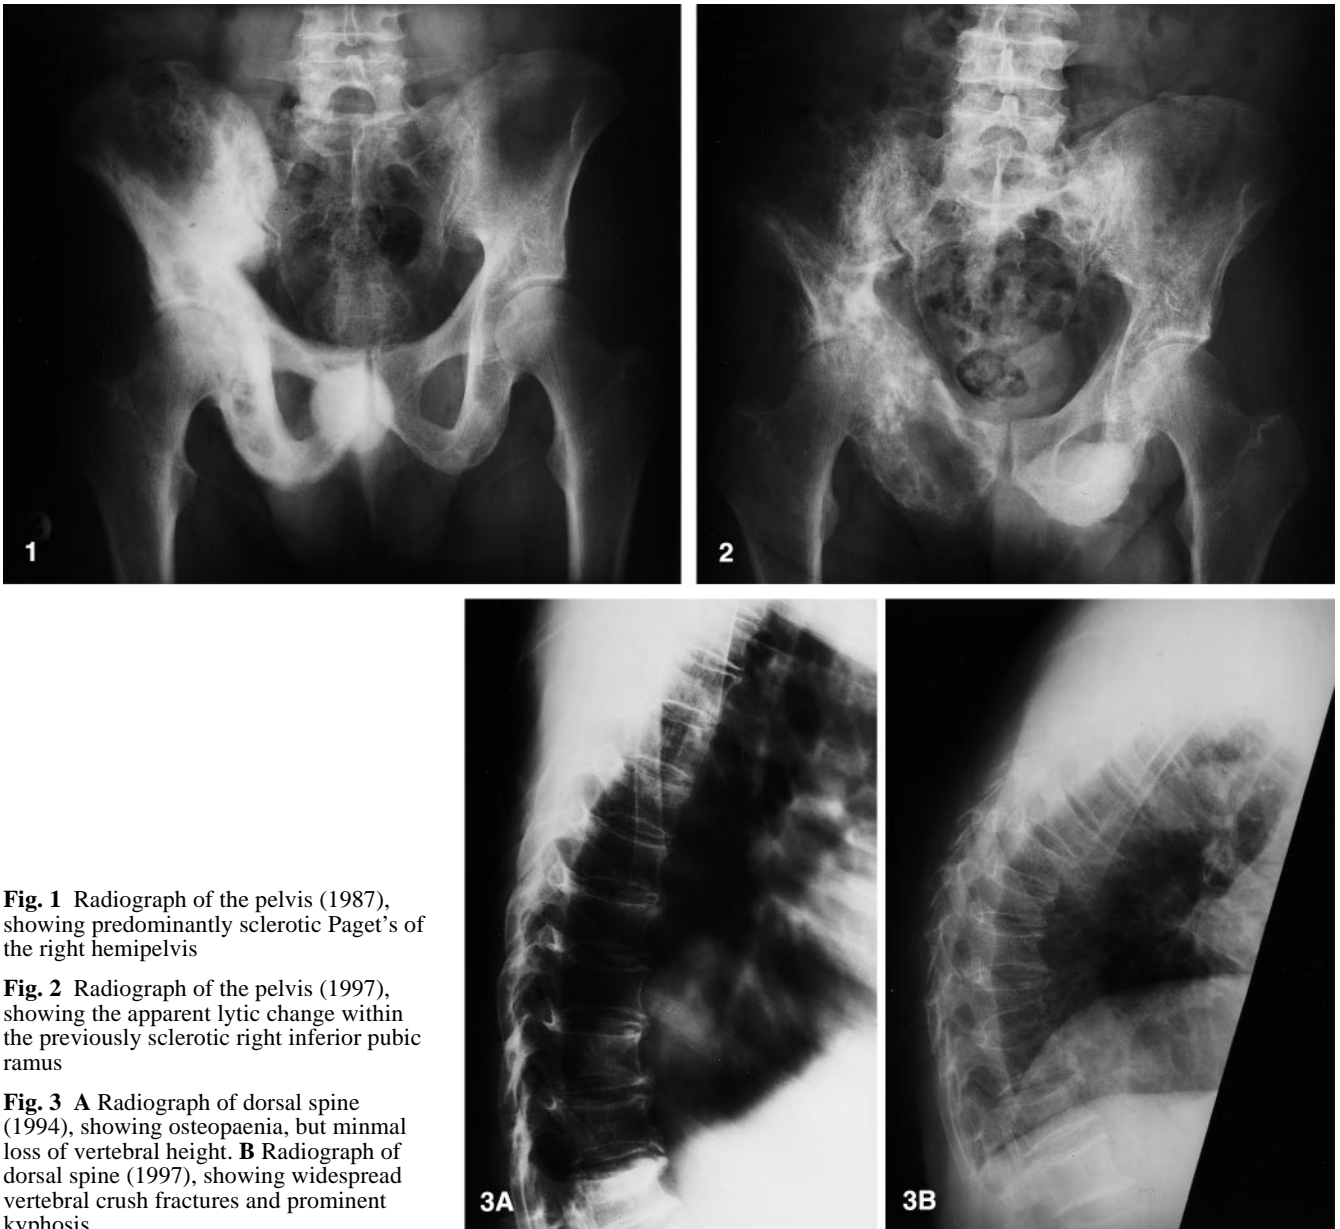 1
2
3A
3B
Fig. 1 Radiograph of the pelvis (1987),
showing predominantly sclerotic Paget's of
the right hemipelvis
Fig. 2 Radiograph of the pelvis (1997),
showing the apparent lytic change within
the previously sclerotic right inferior pubic
ramus
Fig. 3 A Radiograph of dorsal spine
(1994), showing osteopaenia, but minmal
loss of vertebral height. B Radiograph of
dorsal spine (1997), showing widespread
vertebral crush fractures and prominent
kyphosis